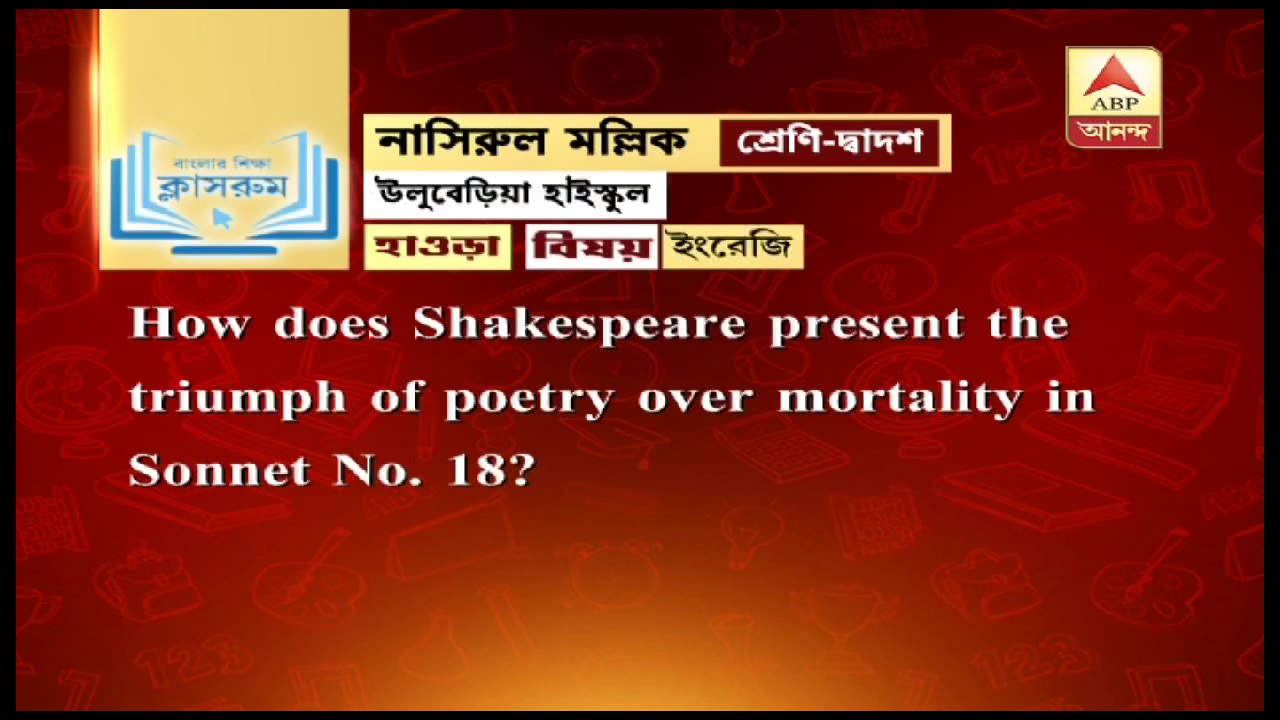 বাংলার শিক্ষা
ক্লাসরুম
নাসিরুল মল্লিক শ্রেণি-দ্বাদশ
উলুবেড়িয়া হাইস্কুল
হাওড়া বিষয় ইংরেজি
ABP
আনন্দ
How does Shakespeare present the
triumph of poetry over mortality in
Sonnet No. 18?